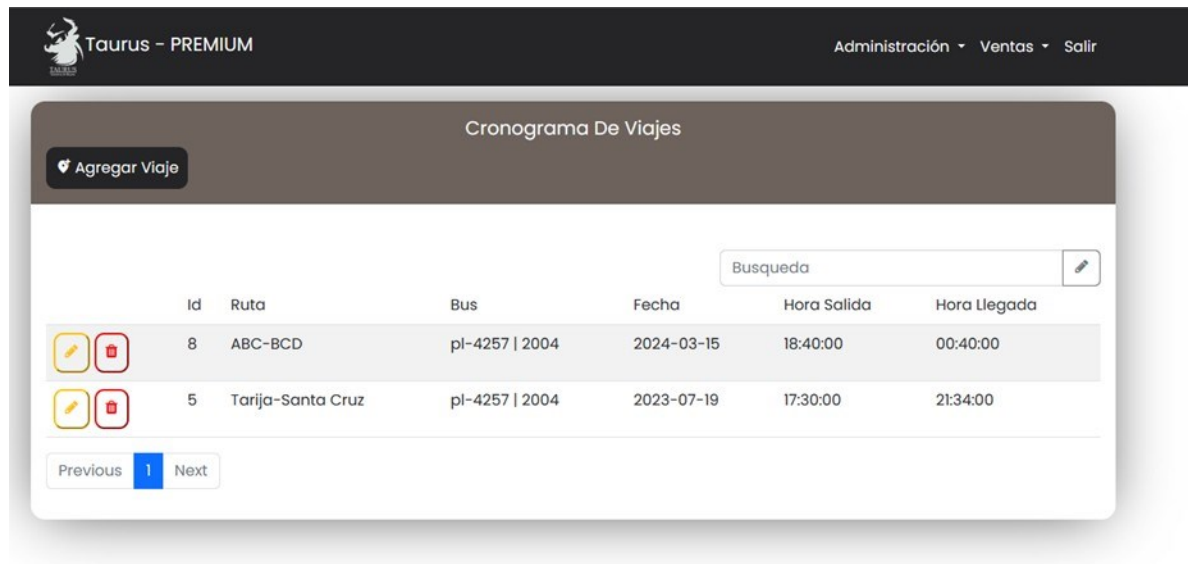 Taurus - PREMIUM
Administración Ventas Salir
TAURUS
Cronograma De Viajes
Agregar Viaje
Busqueda
Id Ruta Bus Fecha Hora Salida Hora Llegada
8 ABC-BCD pl-4257 | 2004 2024-03-15 18:40:00 00:40:00
5 Tarija-Santa Cruz pl-4257 | 2004 2023-07-19 17:30:00 21:34:00
Previous 1 Next